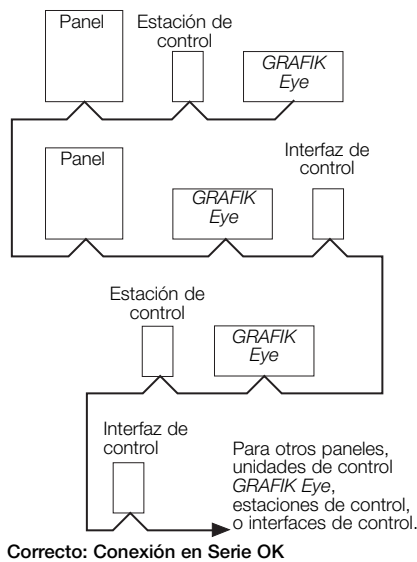 Panel
Estación de
control
GRAFIK
Eye
Panel
GRAFIK
Eye
Interfaz de
control
Estación de
control
GRAFIK
Eye
Interfaz de
control
Para otros paneles,
unidades de control
GRAFIK Eye,
estaciones de control,
o interfaces de control.
Correcto: Conexión en Serie OK